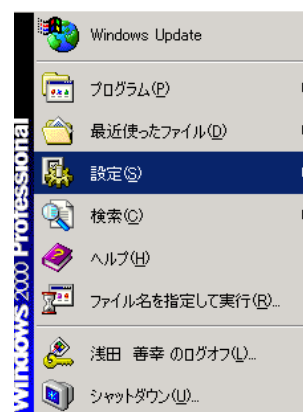 Windows Update
プログラム(P)
最近使ったファイル(D)
設定(S)
検索(C)
ヘルプ(H)
ファイル名を指定して実行(R)...
浅田 善幸 のログオフ(L)...
シャットダウン(U)...
Windows 2000 Professional